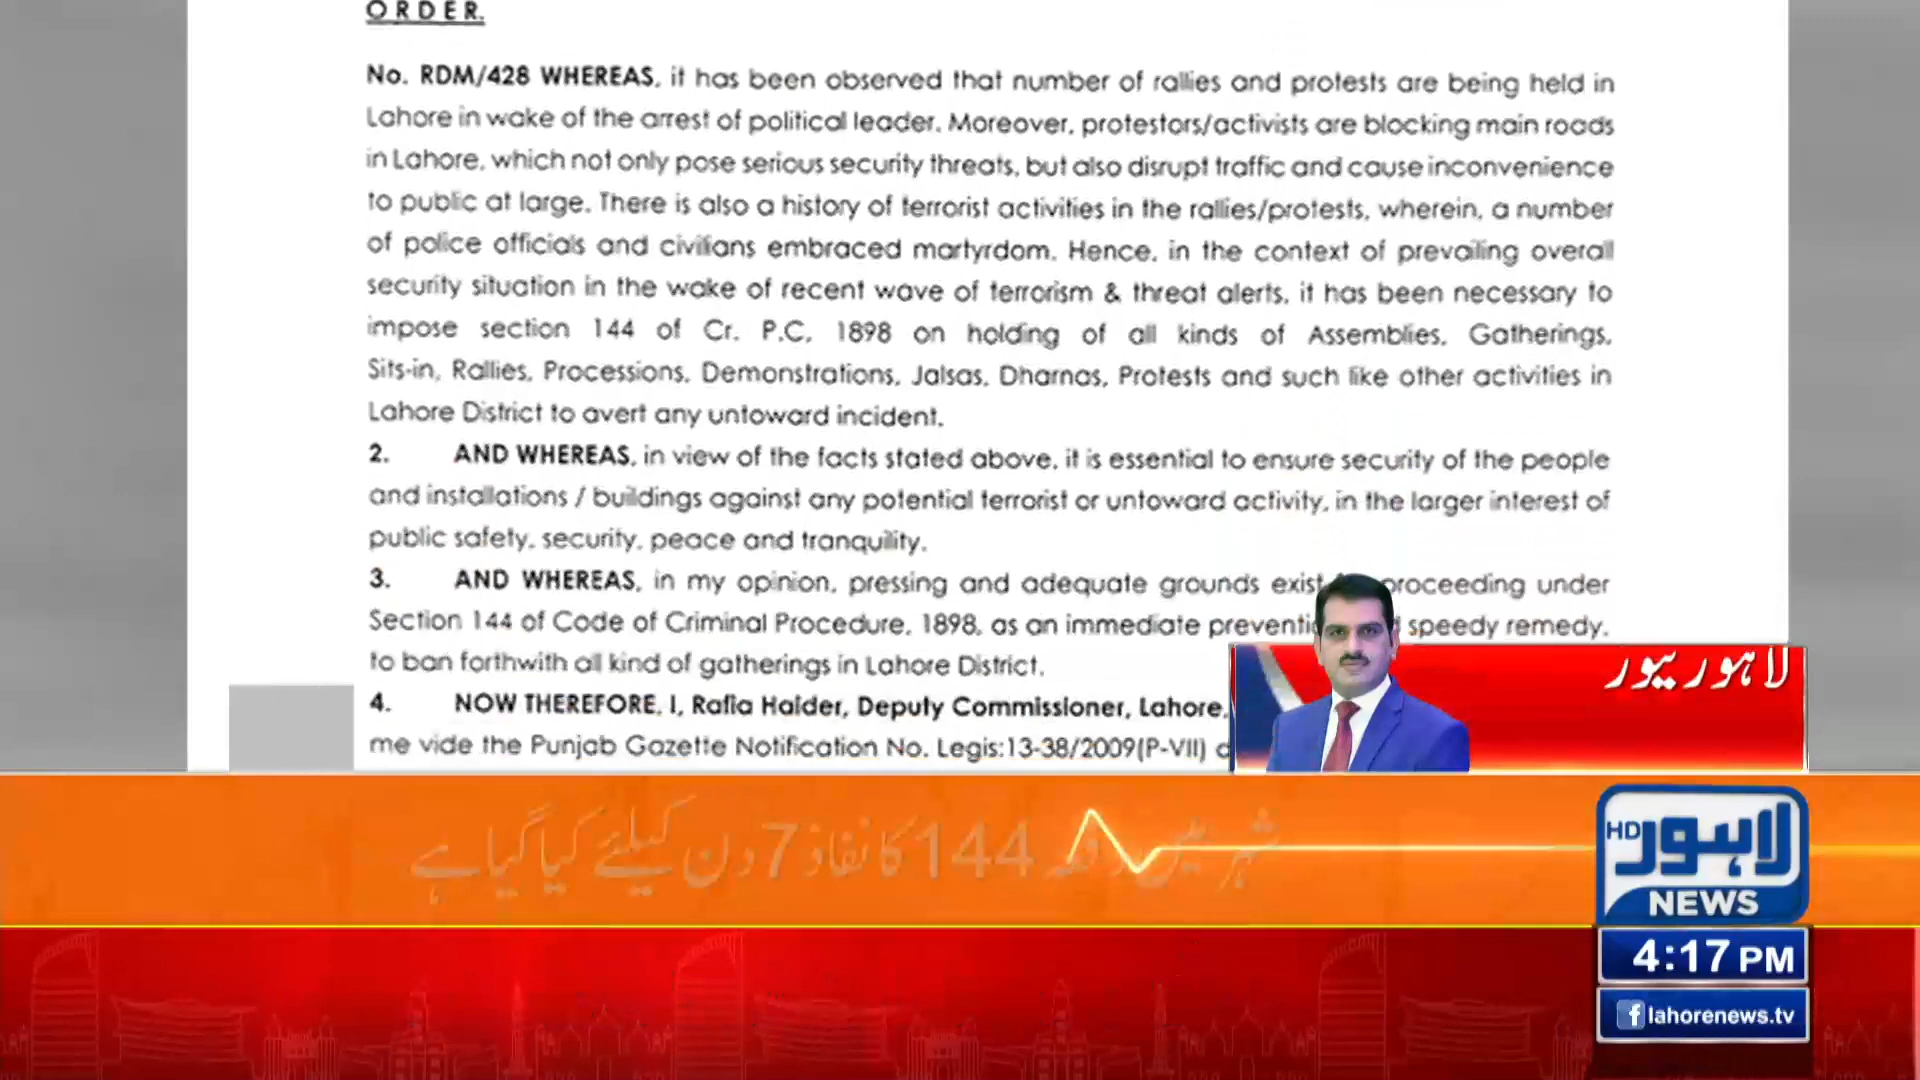 ORDER.
No. RDM/428 WHEREAS, it has been observed that number of rallies and protests are being held in
Lahore in wake of the arrest of political leader. Moreover, protestors/activists are blocking main roads
in Lahore, which not only pose serious security threats, but also disrupt traffic and cause inconvenience
to public at large. There is also a history of terrorist activities in the rallies/protests, wherein, a number
of police officials and civilians embraced martyrdom. Hence, in the context of prevailing overall
security situation in the wake of recent wave of terrorism & threat alerts, it has been necessary to
impose section 144 of Cr. P.C, 1898 on holding of all kinds of Assemblies, Gatherings,
Sits-in, Rallies, Processions, Demonstrations, Jalsas, Dharnas, Protests and such like other activities in
Lahore District to avert any untoward incident.
2. AND WHEREAS, in view of the facts stated above, it is essential to ensure security of the people
and installations / buildings against any potential terrorist or untoward activity, in the larger interest of
public safety, security, peace and tranquility.
3. AND WHEREAS, in my opinion, pressing and adequate grounds exist proceeding under
Section 144 of Code of Criminal Procedure, 1898, as an immediate speedy remedy,
to ban forthwith all kind of gatherings in Lahore District.
4. NOW THEREFORE, I, Rafia Haider, Deputy Commissioner, Lahore,
me vide the Punjab Gazette Notification No. Legis:13-38/2009(P-VII)
لاہور نیوز
شہر میں دفعہ 144 کا نفاذ 7 دن کیلئے کیا گیا ہے
HD لاہور
NEWS
4:17 PM
lahorenews.tv